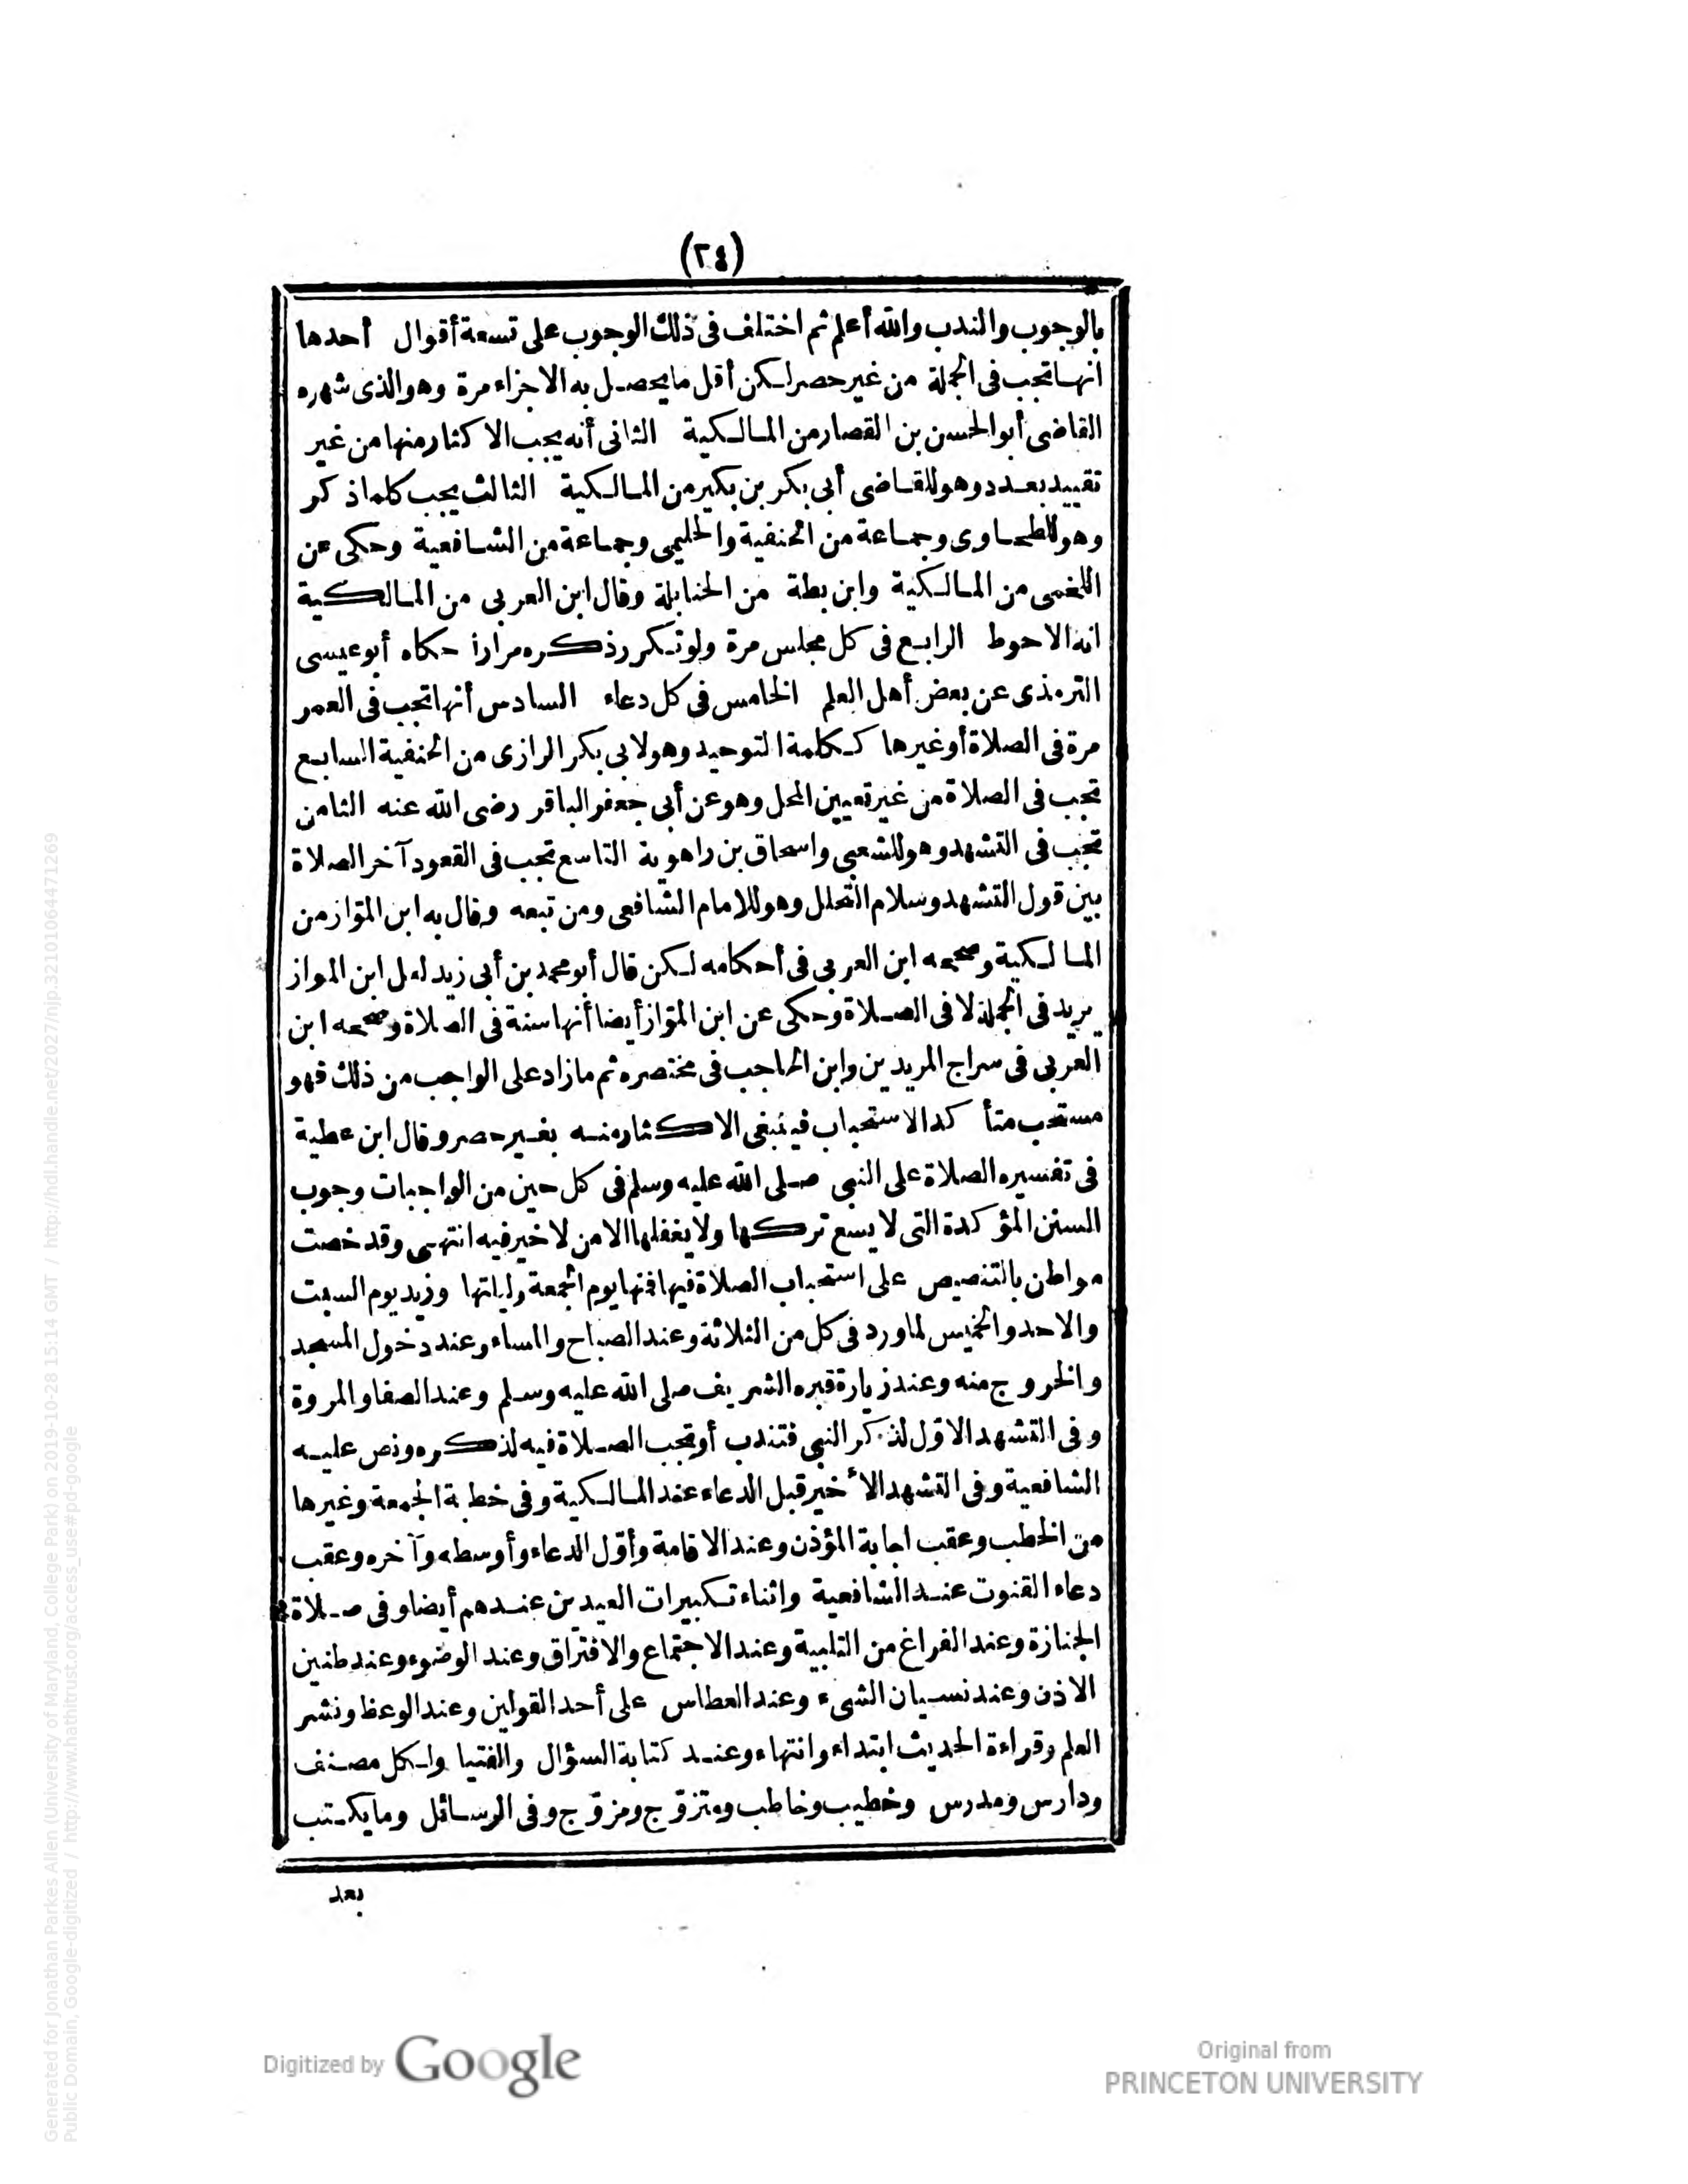 (٢٤)
بالوجوب والندب والله أعلم ثم اختلف فى ذلك الوجوب على تسعة أقوال أحدها
انها تجب فى الجملة من غير حصر لكن أقل ما يحصل به الاجزاء مرة وهو الذى شهره
القاضى أبو الحسن بن القصار من المالكية الثانى أنه يجب الاكثار منها من غير
تقييد بعدد وهو للقاضى أبى بكر بن بكير من المالكية الثالث يجب كلما ذكر
وهو للطحاوى وجماعة من الحنفية والحليمى وجماعة من الشافعية وحكى عن
اللخمى من المالكية وابن بطة من الحنابلة وقال ابن العربى من المالكية
انه الاحوط الرابع فى كل مجلس مرة ولو تكرر ذكره مرارا حكاه أبو عيسى
الترمذى عن بعض أهل العلم الخامس فى كل دعاء السادس أنها تجب فى العمر
مرة فى الصلاة أو غيرها ككلمة التوحيد وهو لابى بكر الرازى من الحنفية السابع
تجب فى الصلاة من غير تعيين المحل وهو عن أبى جعفر الباقر رضى الله عنه الثامن
تجب فى التشهد وهو للشعبى واسحاق بن راهوية التاسع تجب فى القعود آخر الصلاة
بين قول التشهد وسلام التحلل وهو للامام الشافعى ومن تبعه وقال به ابن المتواز من
المالكية وصححه ابن العربى فى أحكامه لكن قال أبو محمد بن أبى زيد لعل ابن المواز
يريد فى الجملة لا فى الصلاة وحكى عن ابن المتواز أيضا أنها سنة فى الصلاة وصححه ابن
العربى فى سراج المريدين وابن الحاجب فى مختصره ثم ما زاد على الواجب من ذلك فهو
مستحب متأكد الاستحباب فينبغى الاكثار منه بغير حصر وقال ابن عطية
فى تفسيره الصلاة على النبى صلى الله عليه وسلم فى كل حين من الواجبات وجوب
السنن المؤكدة التى لا يسع تركها ولا يغفلها الا من لا خير فيه انتهى وقد خصت
مواطن بالتنصيص على استحباب الصلاة فيها فنها يوم الجمعة وليلتها وزيد يوم السبت
والاحد والخيس لما ورد فى كل من الثلاثة وعند الصباح والمساء وعند دخول المسجد
والخروج منه وعند زيارة قبره الشريف صلى الله عليه وسلم وعند الصفا والمروة
وفى التشهد الاوّل لذكر النبى فتندب أو تجب الصلاة فيه لذكره ونص عليه
الشافعية وفى التشهد الأخير قبل الدعاء عند المالكية وفى خطبة الجمعة وغيرها
من الخطب وعقب اجابة المؤذن وعند الاقامة وأوّل الدعاء وأوسطه وآخره وعقب
دعاء القنوت عند الشافعية واثناء تكبيرات العيدين عندهم أيضا وفى صلاة
الجنازة وعند الفراغ من التلبية وعند الاجتماع والافتراق وعند الوضوء وعند طنين
الاذن وعند نسيان الشىء وعند العطاس على أحد القولين وعند الوعظ ونشر
العلم وقراءة الحديث ابتداء وانتهاء وعند كتابة السؤال والفتيا ولكل مصنف
ودارس ومدرس وخطيب وخاطب ومتزوّج ومزوّج وفى الرسائل وما يكتب
بعد
Digitized by Google
Original from
PRINCETON UNIVERSITY
Generated for Jonathan Parkes Allen (University of Maryland, College Park) on 2019-10-28 15:14 GMT / http://hdl.handle.net/2027/njp.32101064471269
Public Domain, Google-digitized / http://www.hathitrust.org/access_use#pd-google